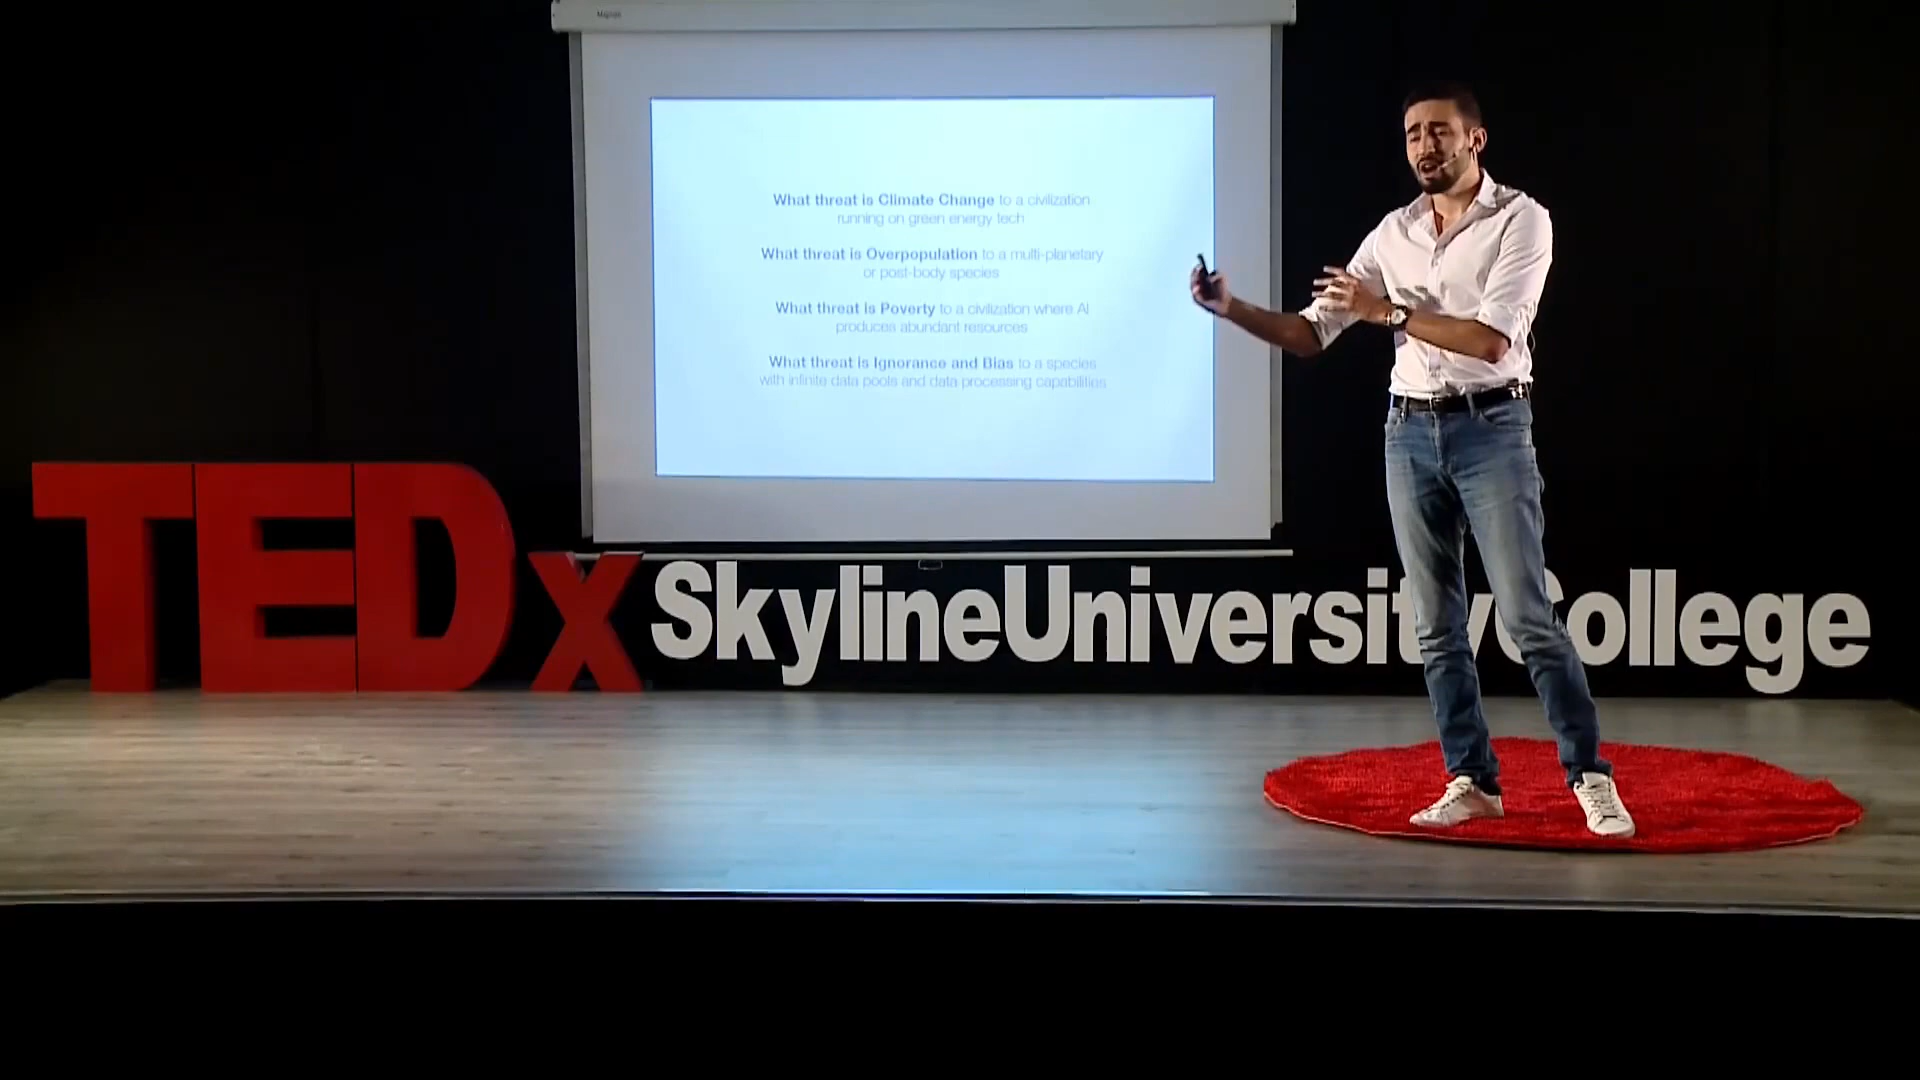 What threat is Climate Change to a civilization
running on green energy tech
What threat is Overpopulation to a multi-planetary
or post-body species
What threat is Poverty to a civilization where AI
produces abundant resources
What threat is Ignorance and Bias to a species
with infinite data pools and data processing capabilities
TEDx
SkylineUniversityCollege